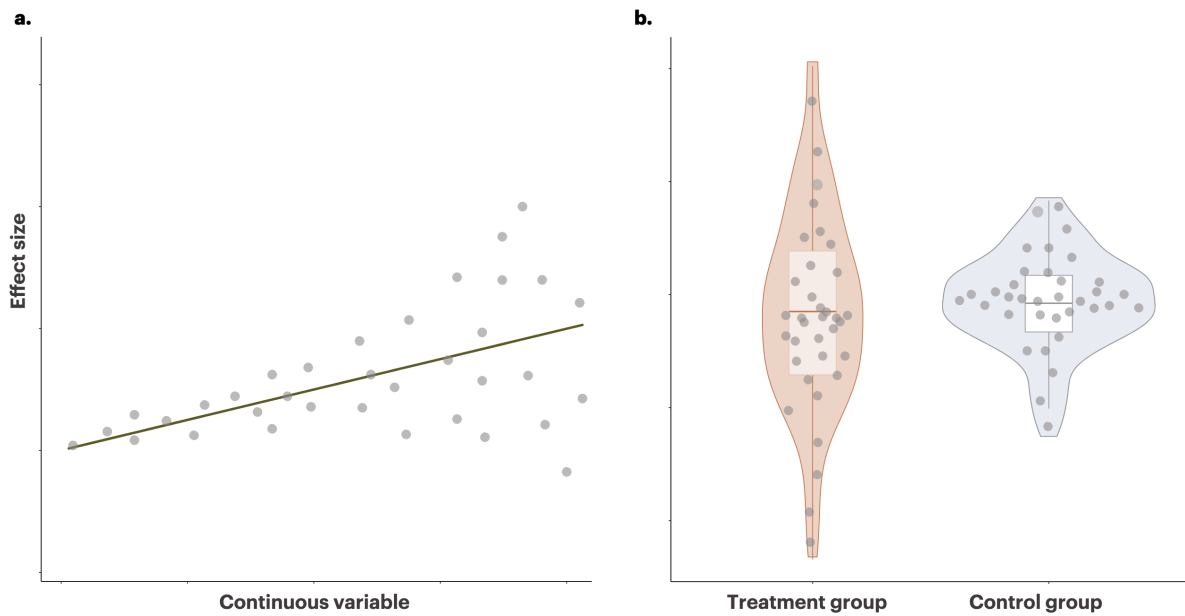 a.
Effect size
Continuous variable
b.
Treatment group
Control group